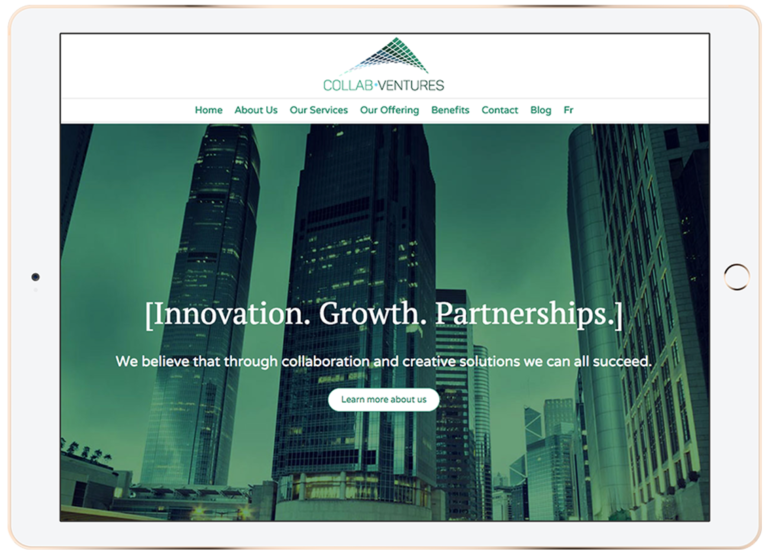 COLLAB•VENTURES
Home About Us Our Services Our Offering Benefits Contact Blog Fr
[Innovation. Growth. Partnerships.]
We believe that through collaboration and creative solutions we can all succeed.
Learn more about us